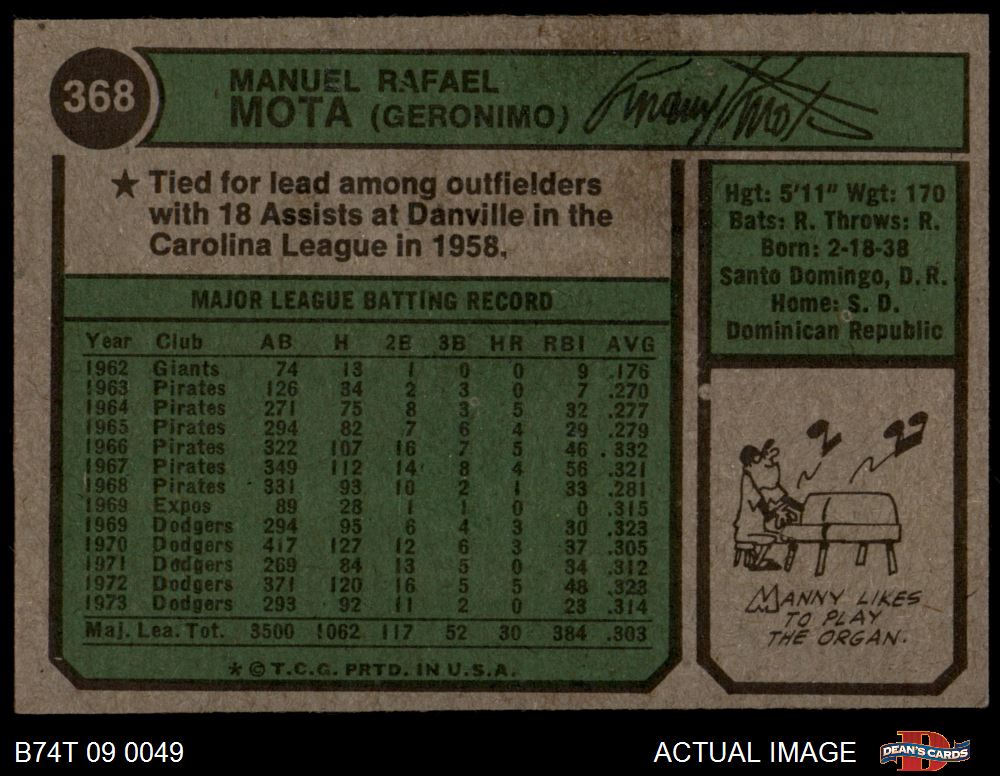 368
MANUEL RAFAEL
MOTA (GERONIMO)
Manny Mota
★ Tied for lead among outfielders
with 18 Assists at Danville in the
Carolina League in 1958.
Hgt: 5'11" Wgt: 170
Bats: R. Throws: R.
Born: 2-18-38
Santo Domingo, D.R.
Home: S. D.
Dominican Republic
MAJOR LEAGUE BATTING RECORD
Year Club AB H 2B 3B HR RBI AVG
1962 Giants 74 13 1 0 0 9 .176
1963 Pirates 126 34 2 3 0 7 .270
1964 Pirates 271 75 8 3 5 32 .277
1965 Pirates 294 82 7 6 4 29 .279
1966 Pirates 322 107 16 7 5 46 .332
1967 Pirates 349 112 14 8 4 56 .321
1968 Pirates 331 93 10 2 1 33 .281
1969 Expos 89 28 1 1 0 0 .315
1969 Dodgers 294 95 6 4 3 30 .323
1970 Dodgers 417 127 12 6 3 37 .305
1971 Dodgers 269 84 13 5 0 34 .312
1972 Dodgers 371 120 16 5 5 48 .323
1973 Dodgers 293 92 11 2 0 23 .314
Maj. Lea. Tot. 3500 1062 117 52 30 384 .303
* © T.C.G. PRTD. IN U.S.A.
MANNY LIKES
TO PLAY
THE ORGAN.
B74T 09 0049
ACTUAL IMAGE
D
DEAN'S CARDS